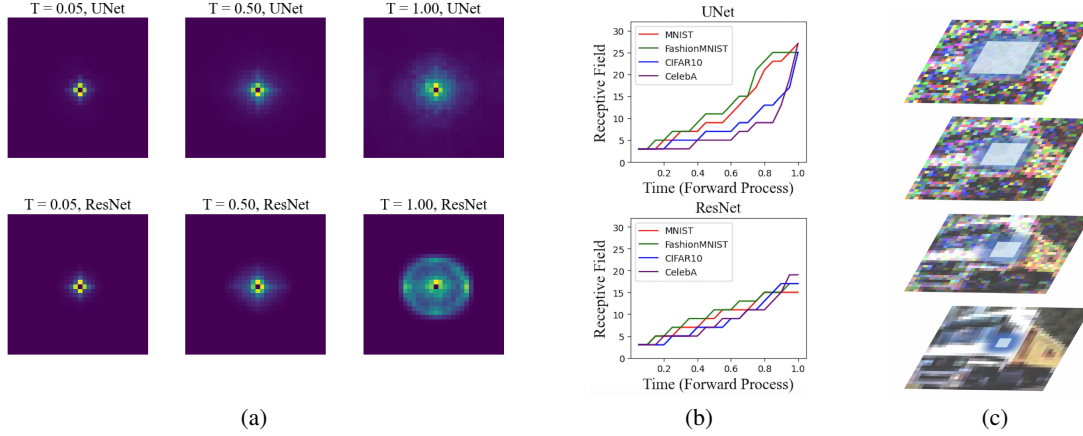 T = 0.05, UNet
T = 0.50, UNet
T = 1.00, UNet
T = 0.05, ResNet
T = 0.50, ResNet
T = 1.00, ResNet
(a)
UNet
MNIST
FashionMNIST
CIFAR10
CelebA
Receptive Field
30
25
20
15
10
5
0
0.2 0.4 0.6 0.8 1.0
Time (Forward Process)
ResNet
MNIST
FashionMNIST
CIFAR10
CelebA
Receptive Field
30
25
20
15
10
5
0
0.2 0.4 0.6 0.8 1.0
Time (Forward Process)
(b)
(c)